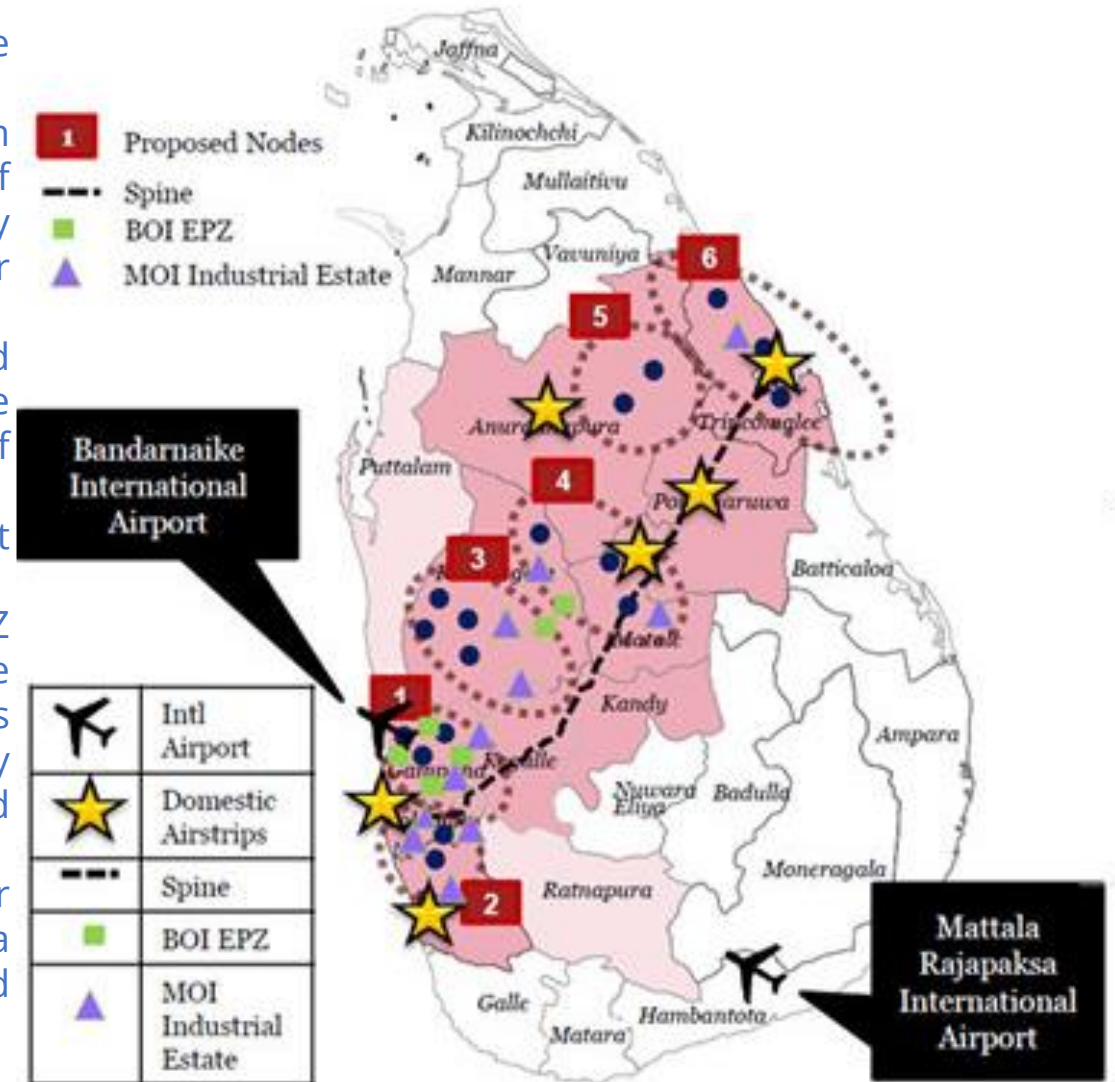 e
n
f
y
r
d
e
f
t
Z
e
s
y
d
r
a
d
1 Proposed Nodes
Spine
BOI EPZ
MOI Industrial Estate
Jaffna
Kilinochchi
Mullaitivu
Vavuniya
Mannar
6
5
Trincomalee
Puttalam
4
3
Batticaloa
Bandarnaike
International
Airport
Kandy
1
Ampara
Nuwara
Eliya
Badulla
Moneragala
Ratnapura
2
Galle
Matara
Hambantota
Mattala
Rajapaksa
International
Airport
Intl
Airport
Domestic
Airstrips
Spine
BOI EPZ
MOI
Industrial
Estate